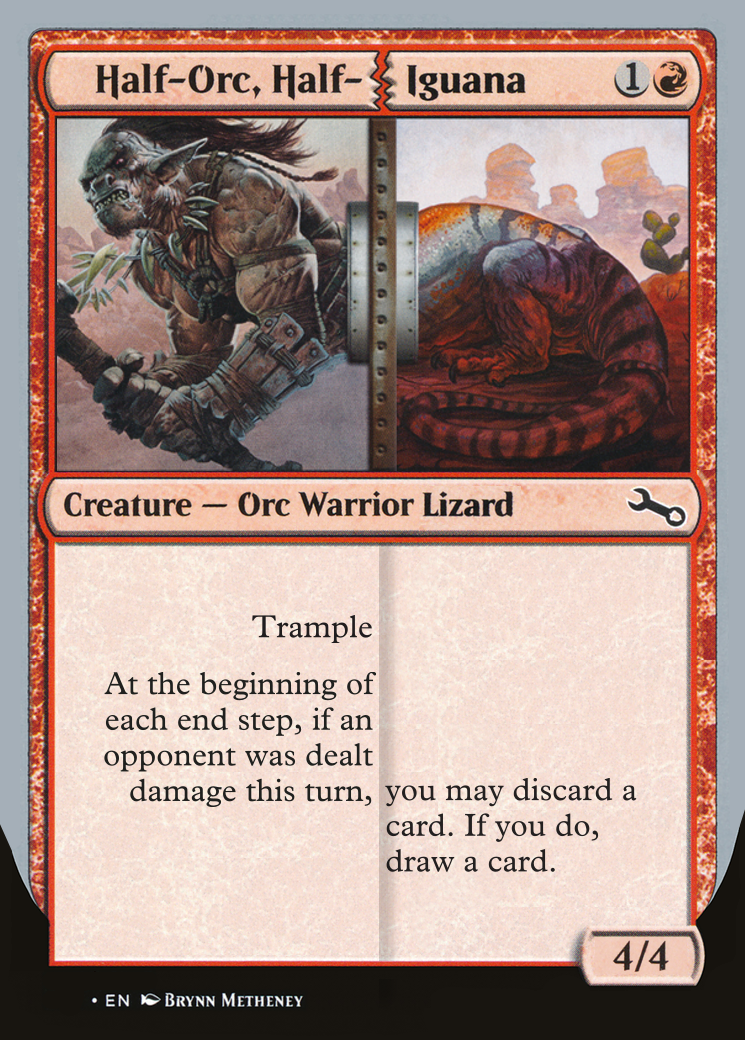 Half-Orc, Half- Iguana 1
Creature — Orc Warrior Lizard
Trample
At the beginning of
each end step, if an
opponent was dealt
damage this turn, you may discard a
card. If you do,
draw a card.
4/4
• EN Brynn Metheney